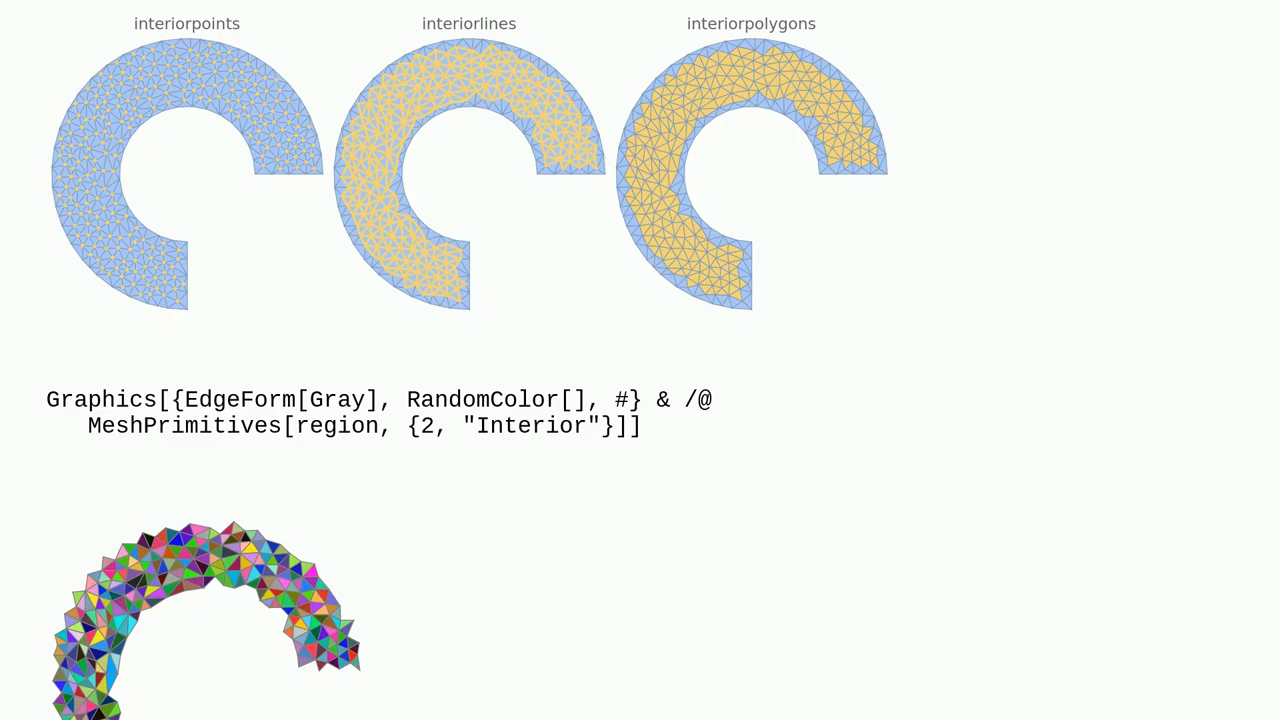 interiorpoints interiorlines interiorpolygons
Graphics[{EdgeForm[Gray], RandomColor[], #} & /@
MeshPrimitives[region, {2, "Interior"}]]